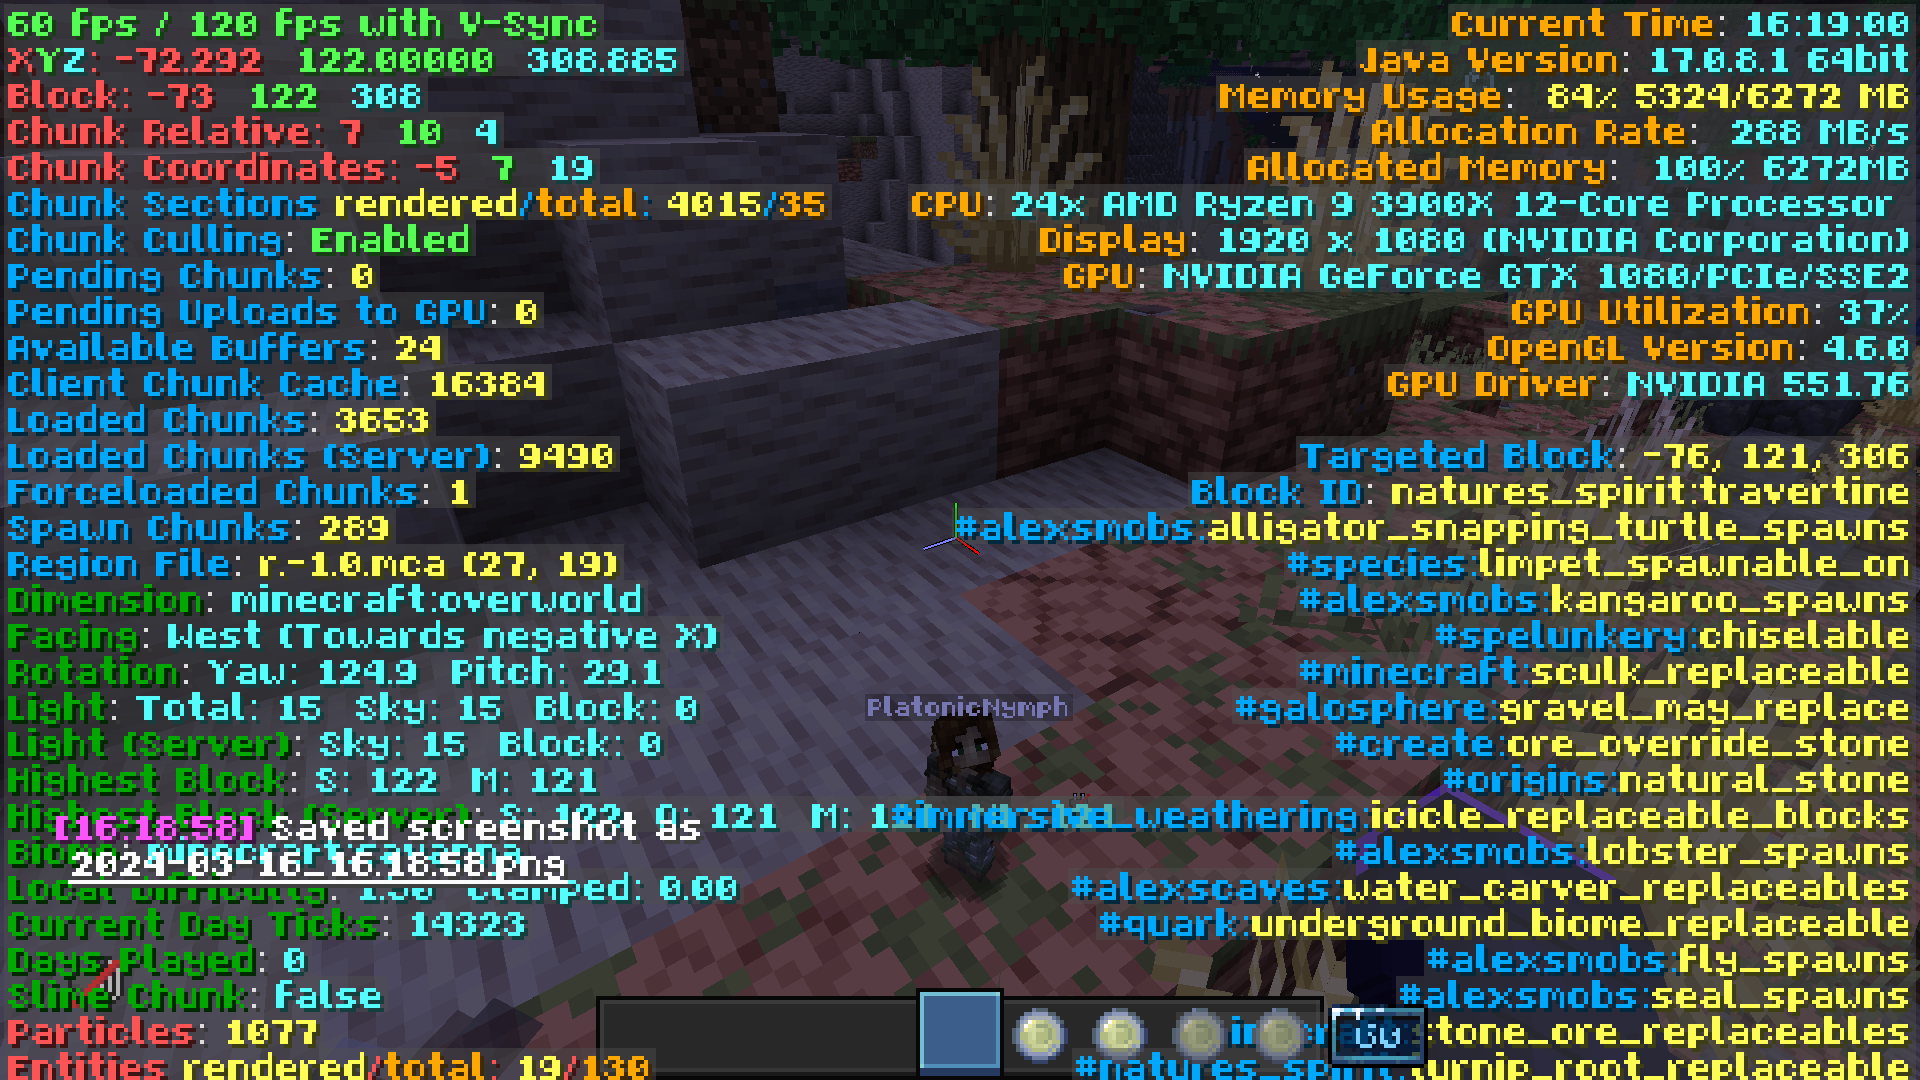 60 fps / 120 fps with V-Sync
XYZ: -72.292 122.00000 308.885
Block: -73 122 308
Chunk Relative: 7 10 4
Chunk Coordinates: -5 7 19
Chunk Sections rendered/total: 4015/35
Chunk Culling: Enabled
Pending Chunks: 0
Pending Uploads to GPU: 0
Available Buffers: 24
Client Chunk Cache: 16384
Loaded Chunks: 3653
Loaded Chunks (Server): 9490
Forceloaded Chunks: 1
Spawn Chunks: 289
Region File: r.-1.0.mca (27, 19)
Dimension: minecraft:overworld
Facing: West (Towards negative X)
Rotation: Yaw: 124.9 Pitch: 29.1
Light: Total: 15 Sky: 15 Block: 0
Light (Server): Sky: 15 Block: 0
Highest Block: S: 122 M: 121
Highest Block (Server): S: 122 O: 121 M:
[16:18:58] Saved screenshot as
2024-03-16_16.18.58.png
Biome: minecraft:savanna
Local Difficulty: 1.50 Clamped: 0.00
Current Day Ticks: 14323
Days Played: 0
Slime Chunk: false
Particles: 1077
Entities rendered/total: 19/130
Current Time: 16:19:00
Java Version: 17.0.8.1 64bit
Memory Usage: 84% 5324/6272 MB
Allocation Rate: 288 MB/s
Allocated Memory: 100% 6272MB
CPU: 24x AMD Ryzen 9 3900X 12-Core Processor
Display: 1920 x 1080 (NVIDIA Corporation)
GPU: NVIDIA GeForce GTX 1080/PCIe/SSE2
GPU Utilization: 37%
OpenGL Version: 4.6.0
GPU Driver: NVIDIA 551.76
Targeted Block: -76, 121, 306
Block ID: natures_spirit:travertine
#alexsmobs:alligator_snapping_turtle_spawns
#species:limpet_spawnable_on
#alexsmobs:kangaroo_spawns
#spelunkery:chiselable
#minecraft:sculk_replaceable
#galosphere:gravel_may_replace
#create:ore_override_stone
#origins:natural_stone
#immersive_weathering:icicle_replaceable_blocks
#alexsmobs:lobster_spawns
#alexscaves:water_carver_replaceables
#quark:underground_biome_replaceable
#alexsmobs:fly_spawns
#alexsmobs:seal_spawns
stone_ore_replaceables
#natures_spirit:turnip_root_replaceable
PlatonicNymph
60